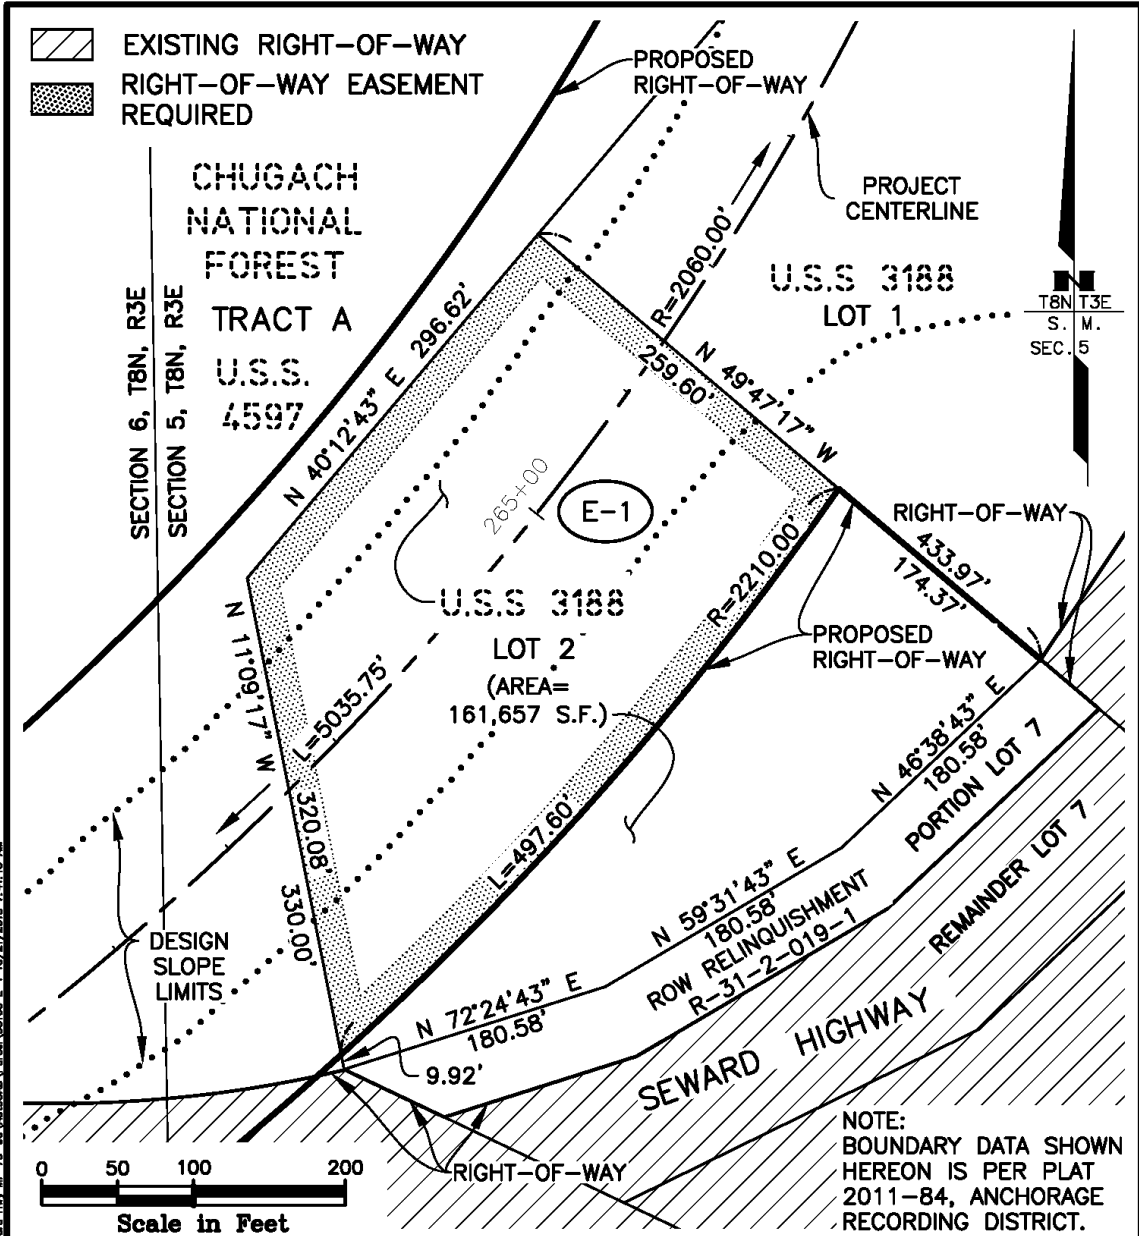 EXISTING RIGHT-OF-WAY
RIGHT-OF-WAY EASEMENT
REQUIRED
PROPOSED
RIGHT-OF-WAY
PROJECT
CENTERLINE
CHUGACH
NATIONAL
FOREST
TRACT A
U.S.S.
4597
SECTION 6, T8N, R3E
SECTION 5, T8N, R3E
U.S.S 3188
LOT 1
N
T8N T3E
S. M.
SEC. 5
N 40°12'43" E 296.62'
R=2060.00'
N 49°47'17" W
259.60'
265+00
E-1
RIGHT-OF-WAY
433.97'
174.37'
U.S.S 3188
LOT 2
(AREA=
161,657 S.F.)
R=2210.00'
PROPOSED
RIGHT-OF-WAY
N 11°09'17" W
320.08'
330.00'
L=5035.75'
L=497.60'
N 46°38'43" E
180.58'
PORTION LOT 7
REMAINDER LOT 7
N 59°31'43" E
180.58'
ROW RELINQUISHMENT
R-31-2-019-1
DESIGN
SLOPE
LIMITS
N 72°24'43" E
180.58'
9.92'
SEWARD HIGHWAY
RIGHT-OF-WAY
0 50 100 200
Scale in Feet
NOTE:
BOUNDARY DATA SHOWN
HEREON IS PER PLAT
2011-84, ANCHORAGE
RECORDING DISTRICT.